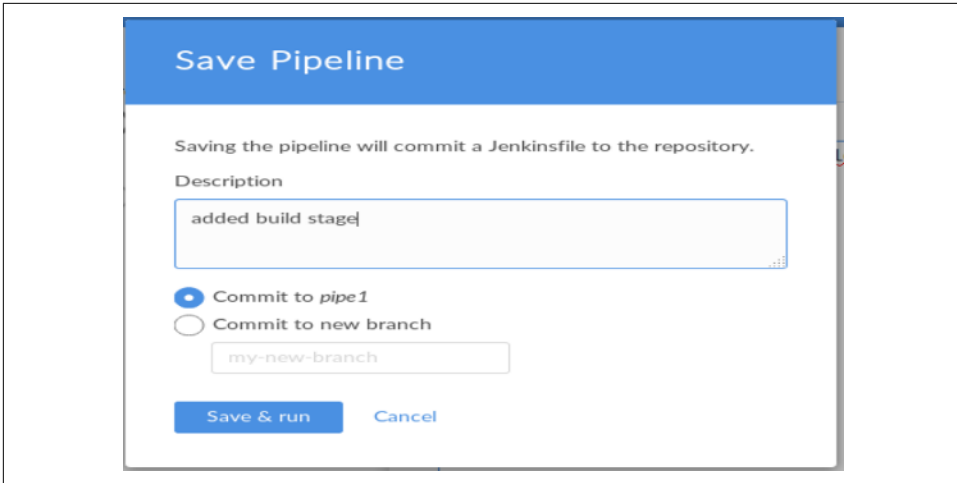 Save Pipeline
Saving the pipeline will commit a Jenkinsfile to the repository.
Description
added build stage
Commit to pipe1
Commit to new branch
my-new-branch
Save & run
Cancel